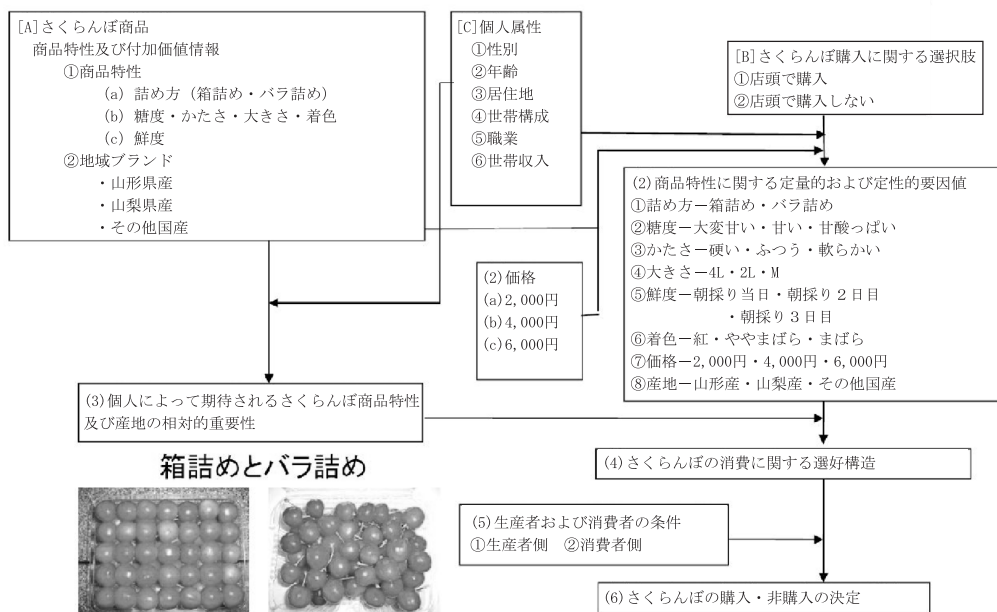 [A]さくらんぼ商品
商品特性及び付加価値情報
①商品特性
(a) 詰め方（箱詰め・バラ詰め）
(b) 糖度・かたさ・大きさ・着色
(c) 鮮度
②地域ブランド
・山形県産
・山梨県産
・その他国産
[C]個人属性
①性別
②年齢
③居住地
④世帯構成
⑤職業
⑥世帯収入
[B]さくらんぼ購入に関する選択肢
①店頭で購入
②店頭で購入しない
(2)商品特性に関する定量的および定性的要因値
①詰め方－箱詰め・バラ詰め
②糖度－大変甘い・甘い・甘酸っぱい
③かたさ－硬い・ふつう・軟らかい
④大きさ－4L・2L・M
⑤鮮度－朝採り当日・朝採り２日目
・朝採り３日目
⑥着色－紅・ややまばら・まばら
⑦価格－2,000円・4,000円・6,000円
⑧産地－山形産・山梨産・その他国産
(2)価格
(a)2,000円
(b)4,000円
(c)6,000円
(3)個人によって期待されるさくらんぼ商品特性
及び産地の相対的重要性
箱詰めとバラ詰め
(4)さくらんぼの消費に関する選好構造
(5)生産者および消費者の条件
①生産者側　②消費者側
(6)さくらんぼの購入・非購入の決定